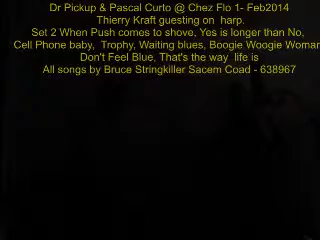 Dr Pickup & Pascal Curto @ Chez Flo 1- Feb2014
Thierry Kraft guesting on harp.
Set 2 When Push comes to shove, Yes is longer than No,
Cell Phone baby, Trophy, Waiting blues, Boogie Woogie Woman
Don't Feel Blue, That's the way life is
All songs by Bruce Stringkiller Sacem Coad - 638967